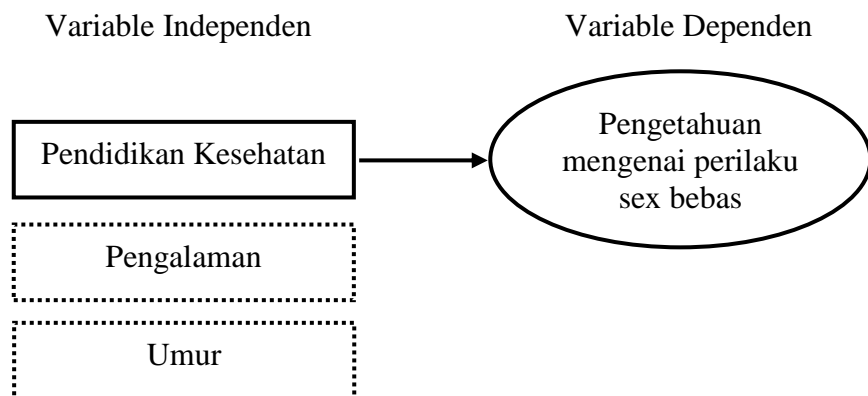 Variable Independen
Variable Dependen
Pendidikan Kesehatan
Pengetahuan
mengenai perilaku
sex bebas
Pengalaman
Umur